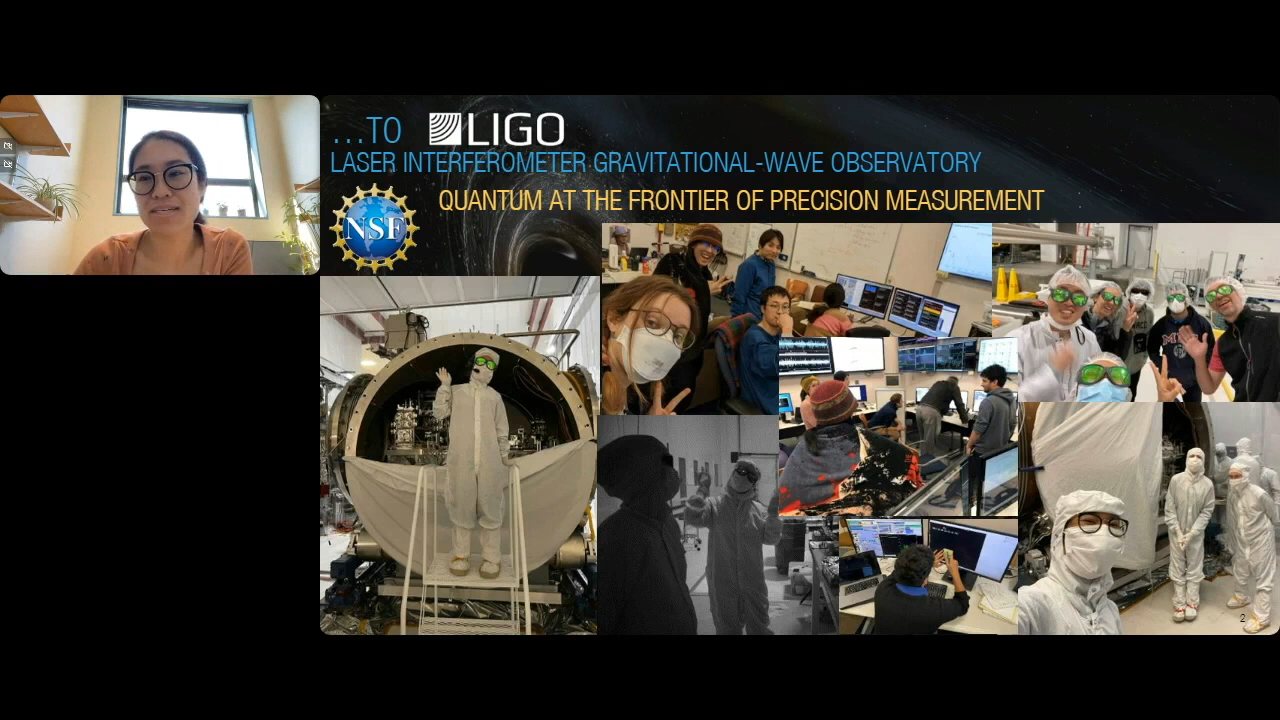 ...TO LIGO
LASER INTERFEROMETER GRAVITATIONAL-WAVE OBSERVATORY
NSF
QUANTUM AT THE FRONTIER OF PRECISION MEASUREMENT
2